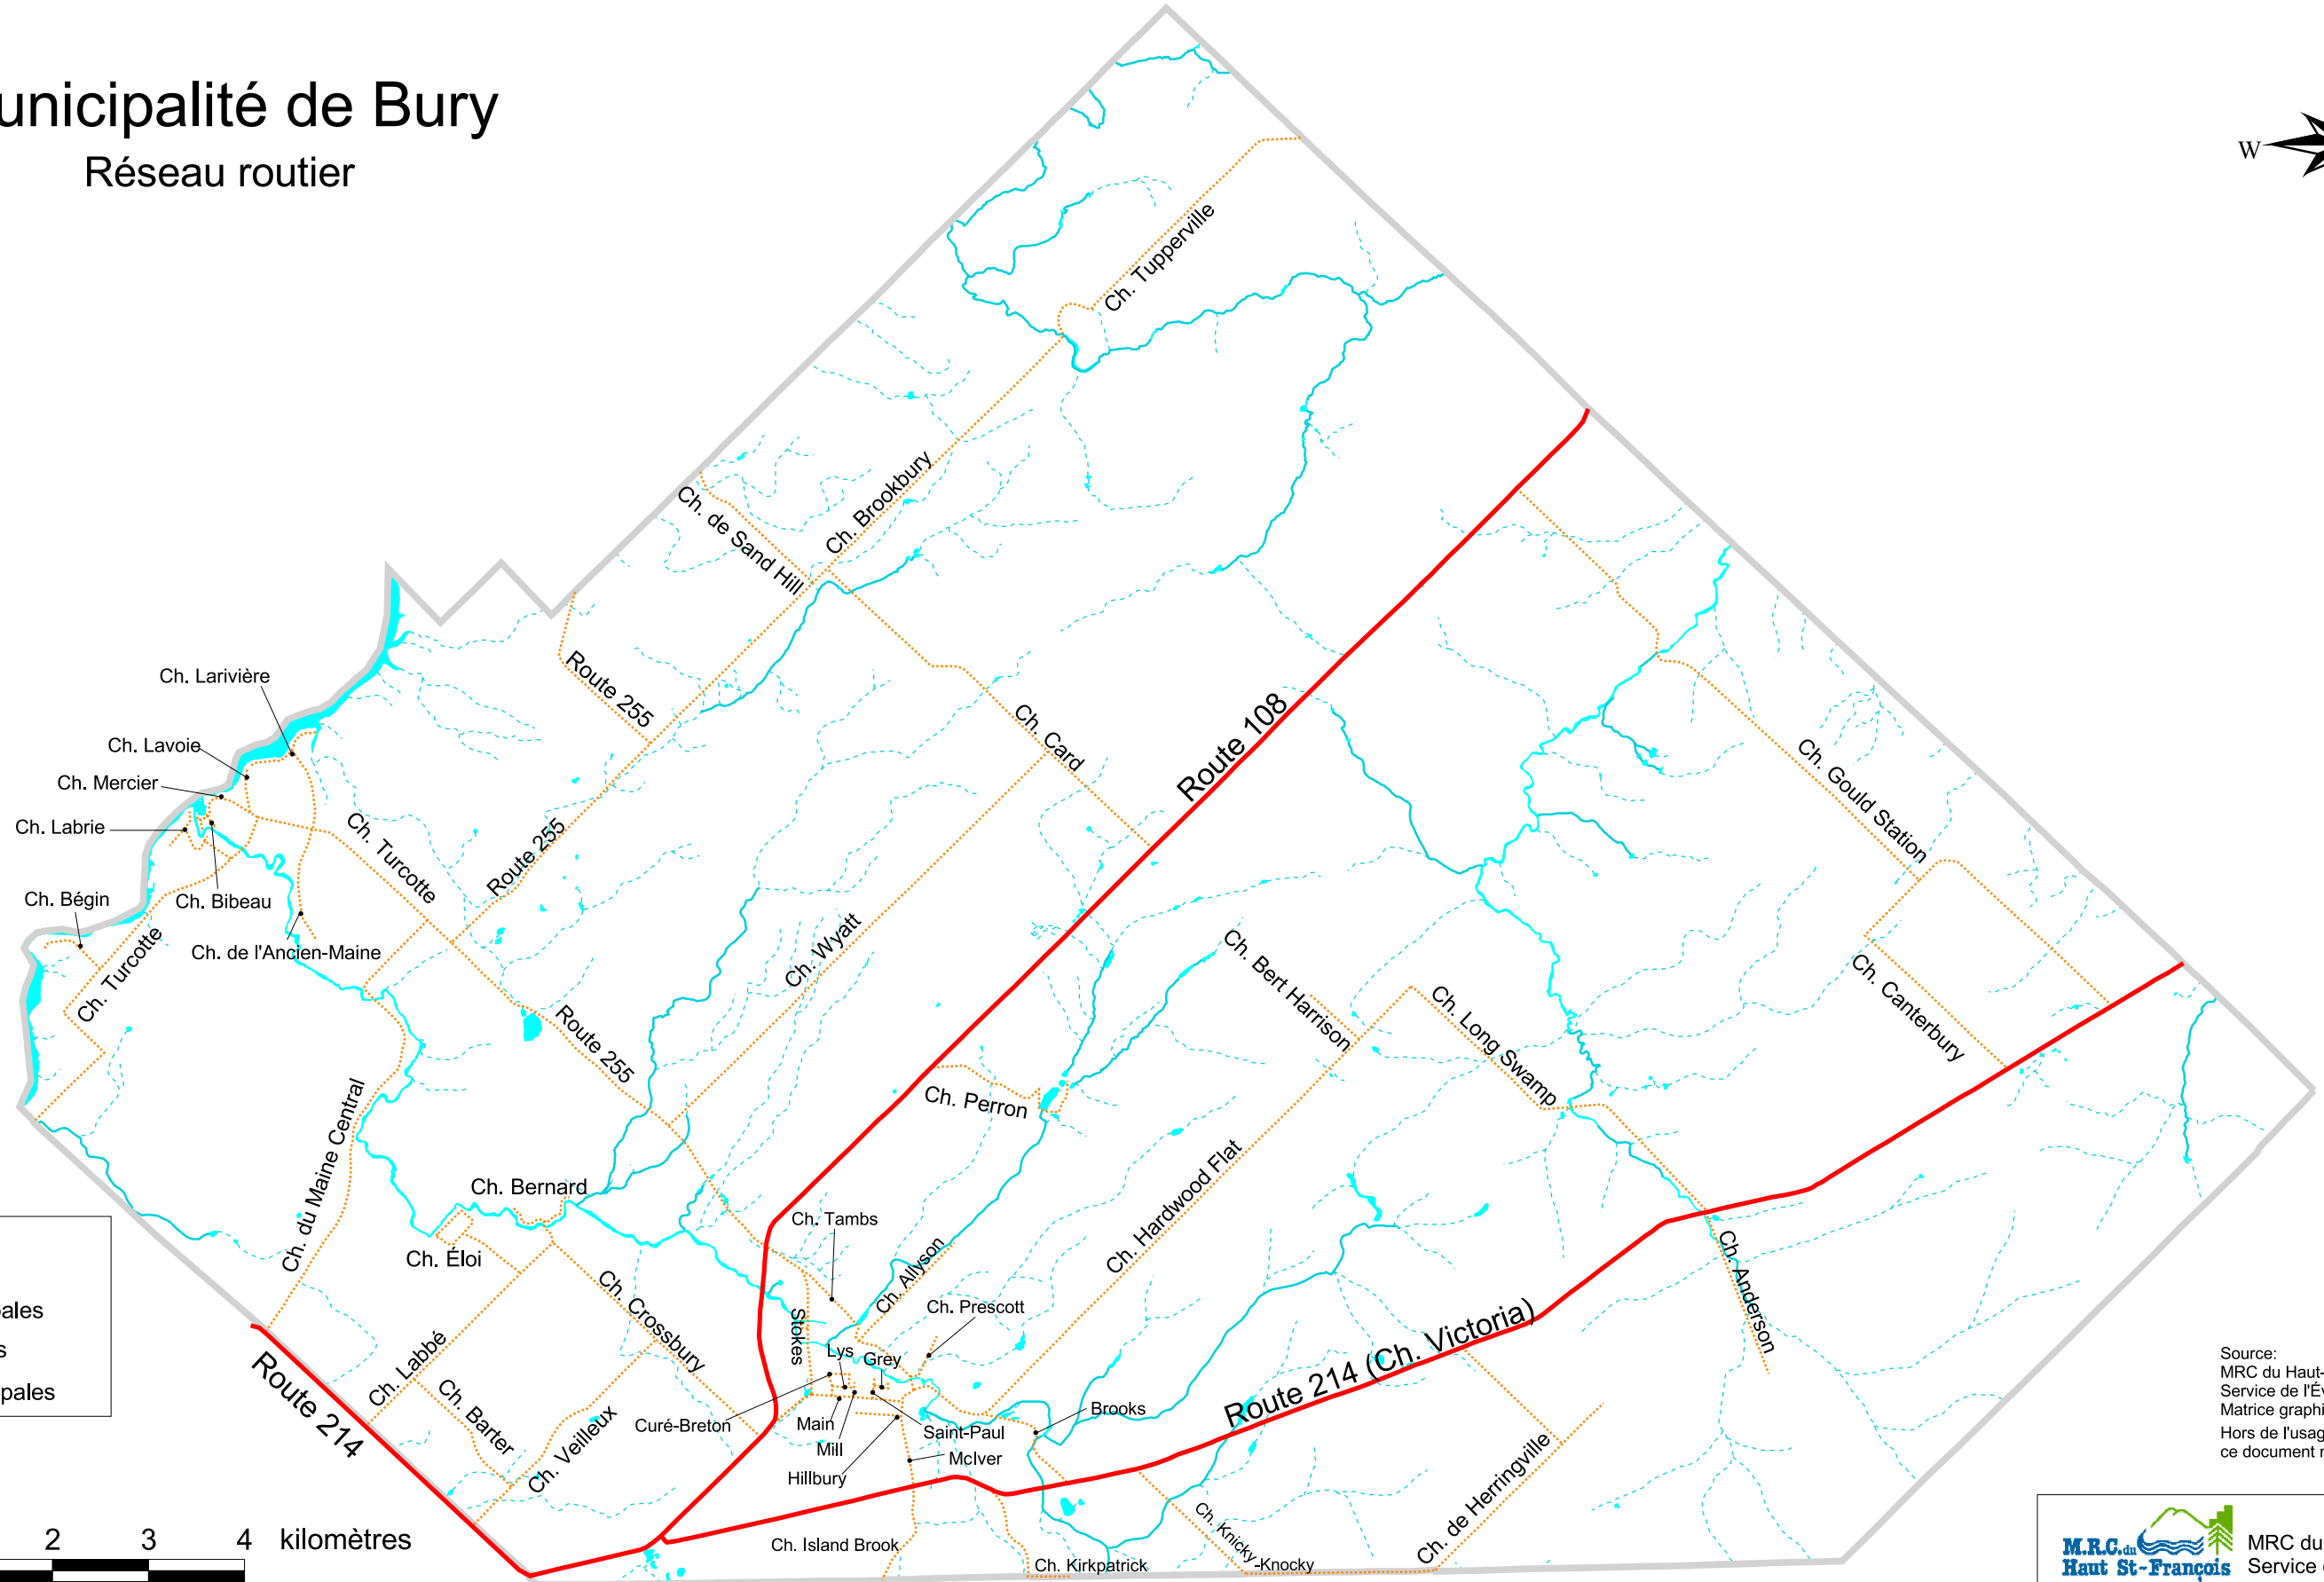 unicipalité de Bury
Réseau routier
W
Ch. Tupperville
Ch. Brookbury
Ch. de Sand Hill
Route 255
Ch. Larivière
Ch. Lavoie
Ch. Mercier
Ch. Labrie
Ch. Turcotte
Route 255
Ch. Bégin
Ch. Bibeau
Ch. de l'Ancien-Maine
Ch. Turcotte
Ch. Card
Route 108
Ch. Gould Station
Ch. Wyatt
Ch. Bert Harrison
Ch. Long Swamp
Ch. Canterbury
Route 255
Ch. Perron
Ch. du Maine Central
Ch. Bernard
Ch. Éloi
Ch. Tambs
Ch. Allyson
Ch. Hardwood Flat
Ch. Crossbury
Stokes
Ch. Prescott
Lys
Grey
Ch. Anderson
Route 214 (Ch. Victoria)
Ch. Labbé
Ch. Barter
Ch. Veilleux
Route 214
Curé-Breton
Main
Mill
Hillbury
Saint-Paul
McIver
Brooks
Ch. Island Brook
Ch. Kirkpatrick
Ch. Knicky-Knocky
Ch. de Herringville
pales
s
ipales
2 3 4 kilomètres
Source:
MRC du Haut-
Service de l'Év
Matrice graphi
Hors de l'usag
ce document n
M.R.C. du
Haut St-François
MRC du
Service